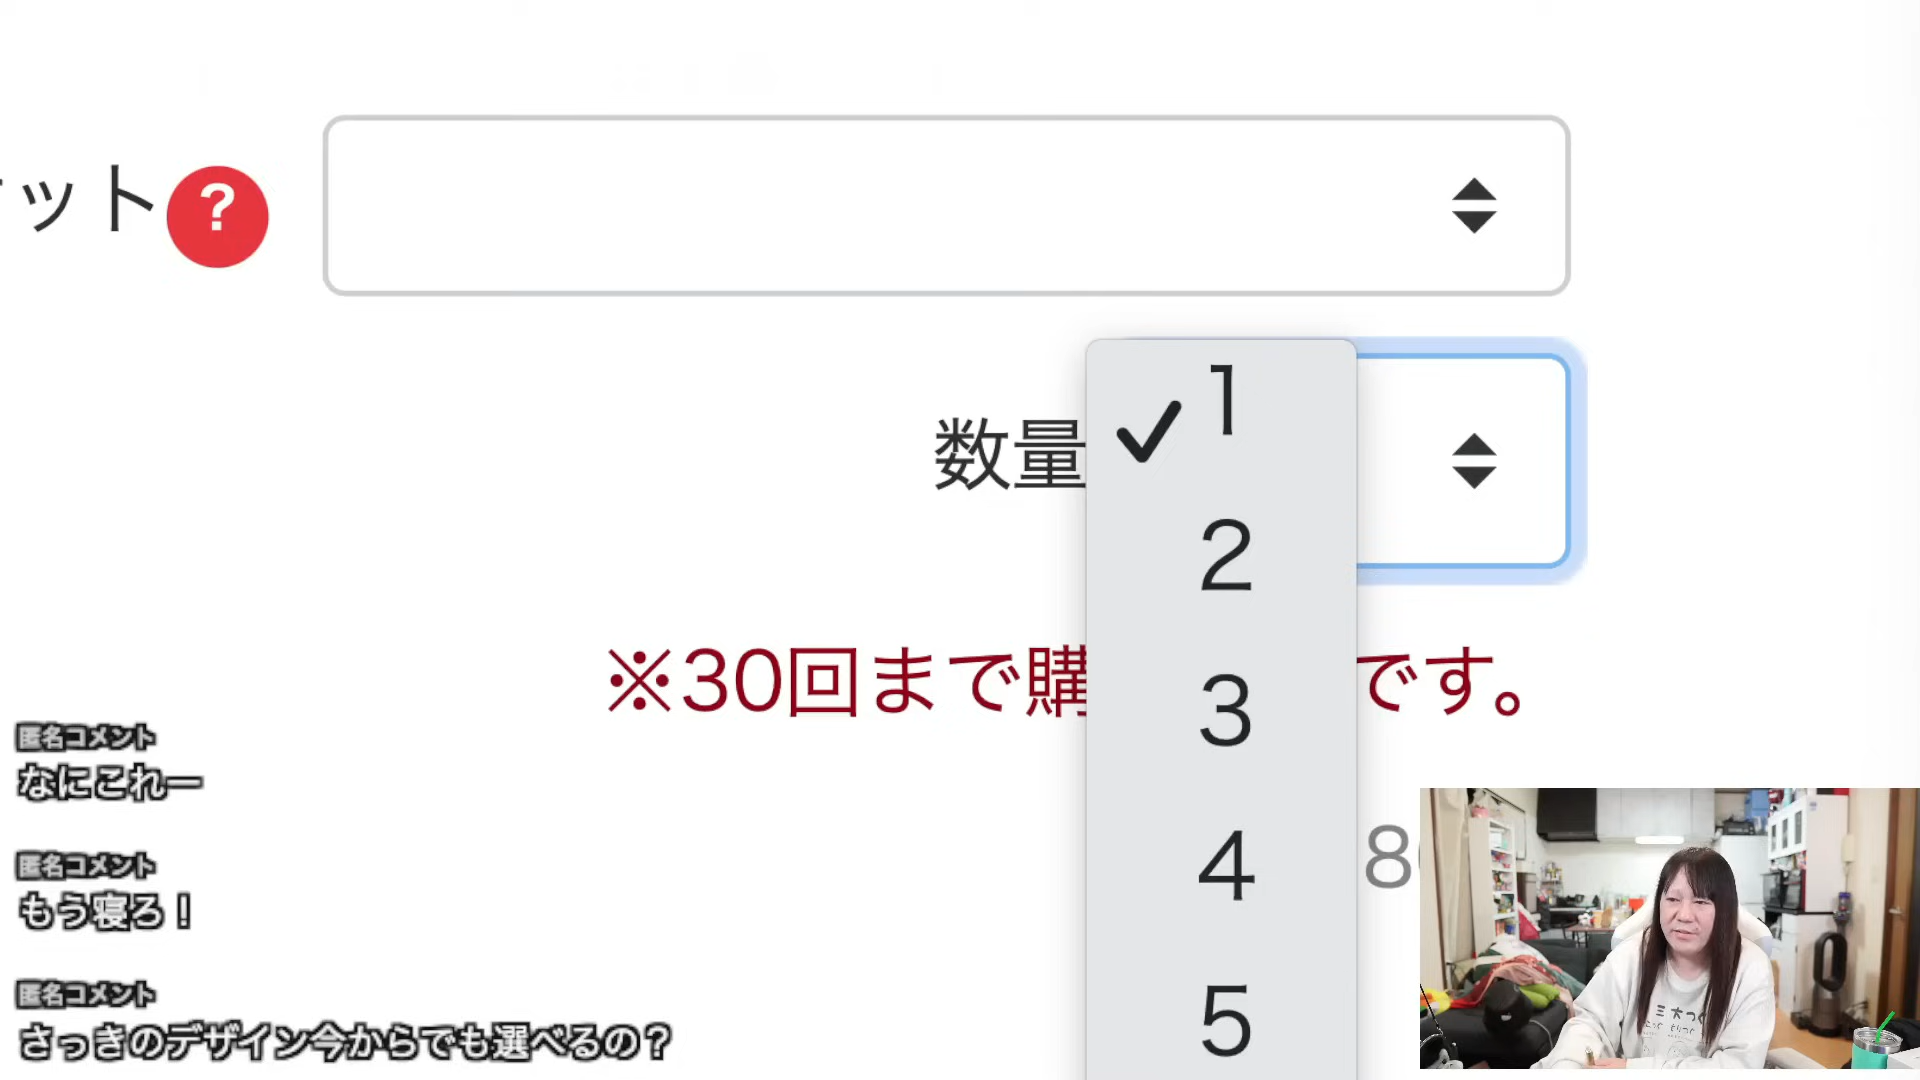 ット
?
数量
1
2
3
4
5
※30回まで購
です。
8
匿名コメント
なにこれー
匿名コメント
もう寝ろ！
匿名コメント
さっきのデザイン今からでも選べるの？